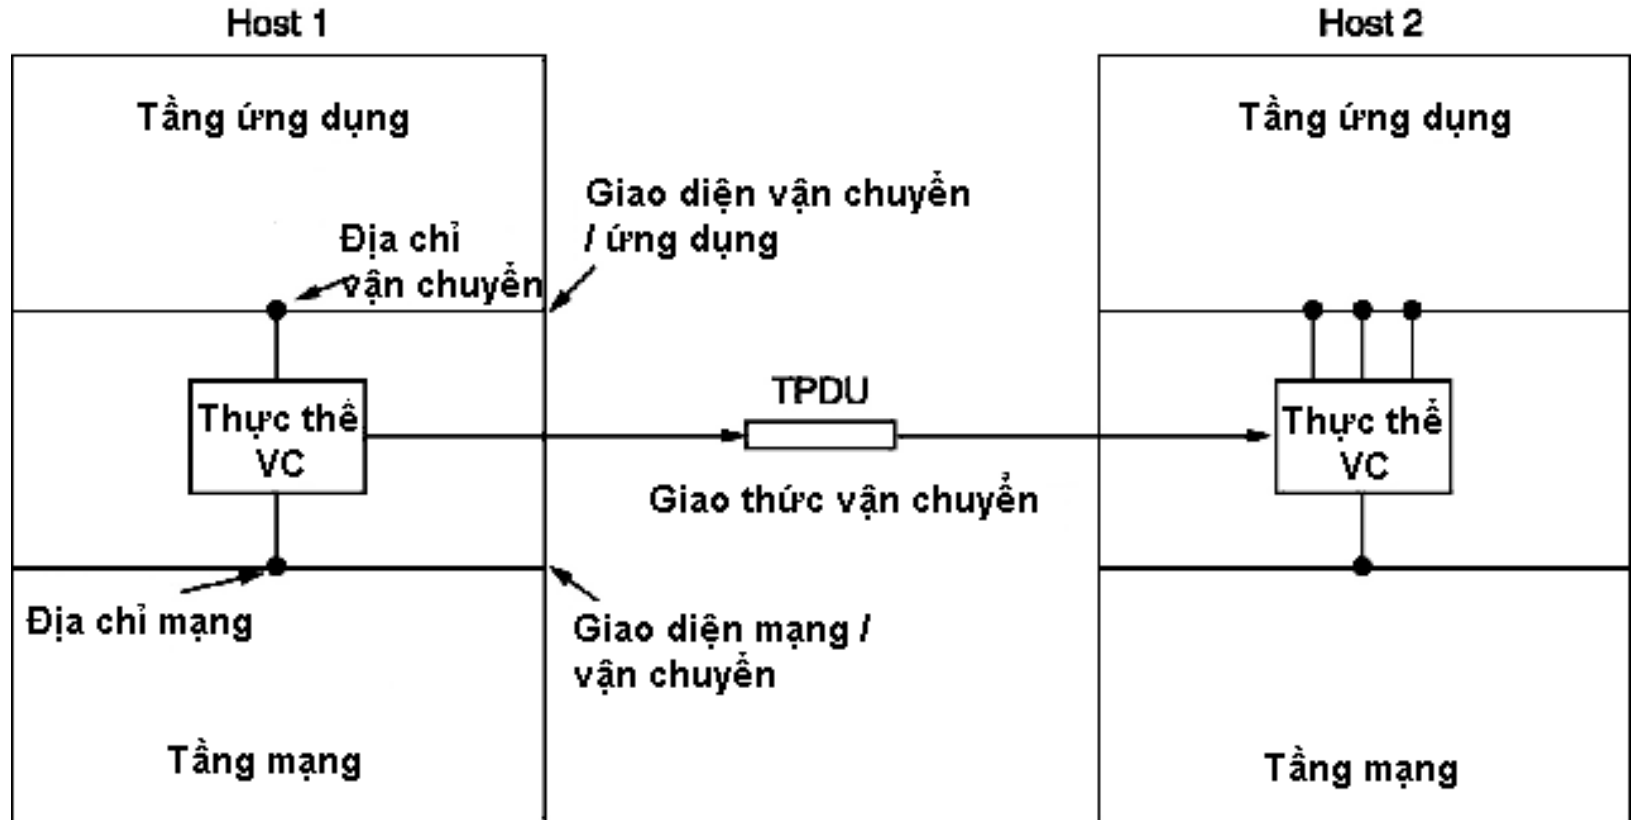 Host 1
Host 2
Tầng ứng dụng
Tầng ứng dụng
Giao diện vận chuyển
/ ứng dụng
Địa chỉ
vận chuyển
TPDU
Thực thể
VC
Thực thể
VC
Giao thức vận chuyển
Địa chỉ mạng
Giao diện mạng /
vận chuyển
Tầng mạng
Tầng mạng